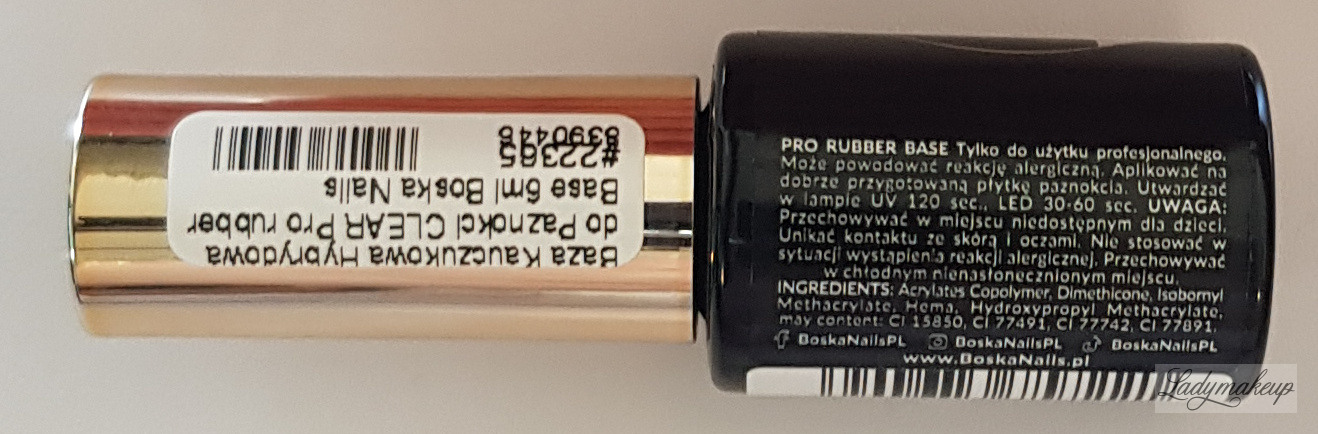 Baza Kauczukowa Hybrydowa
do Paznokci CLEAR Pro rubber
Base 6ml Boska Nails
#22365
8390446
PRO RUBBER BASE Tylko do użytku profesjonalnego.
Może powodować reakcję alergiczną. Aplikować na
dobrze przygotowaną płytkę paznokcia. Utwardzać
w lampie UV 120 sec., LED 30-60 sec. UWAGA:
Przechowywać w miejscu niedostępnym dla dzieci.
Unikać kontaktu ze skórą i oczami. Nie stosować w
sytuacji wystąpienia reakcji alergicznej. Przechowywać
w chłodnym nienasłonecznionym miejscu.
INGREDIENTS: Acrylates Copolymer, Dimethicone, Isobornyl
Methacrylate, Hema, Hydroxypropyl Methacrylate,
may content: CI 15850, CI 77491, CI 77742, CI 77891.
BoskaNailsPL BoskaNailsPL BoskaNailsPL
www.BoskaNails.pl
Ladymakeup